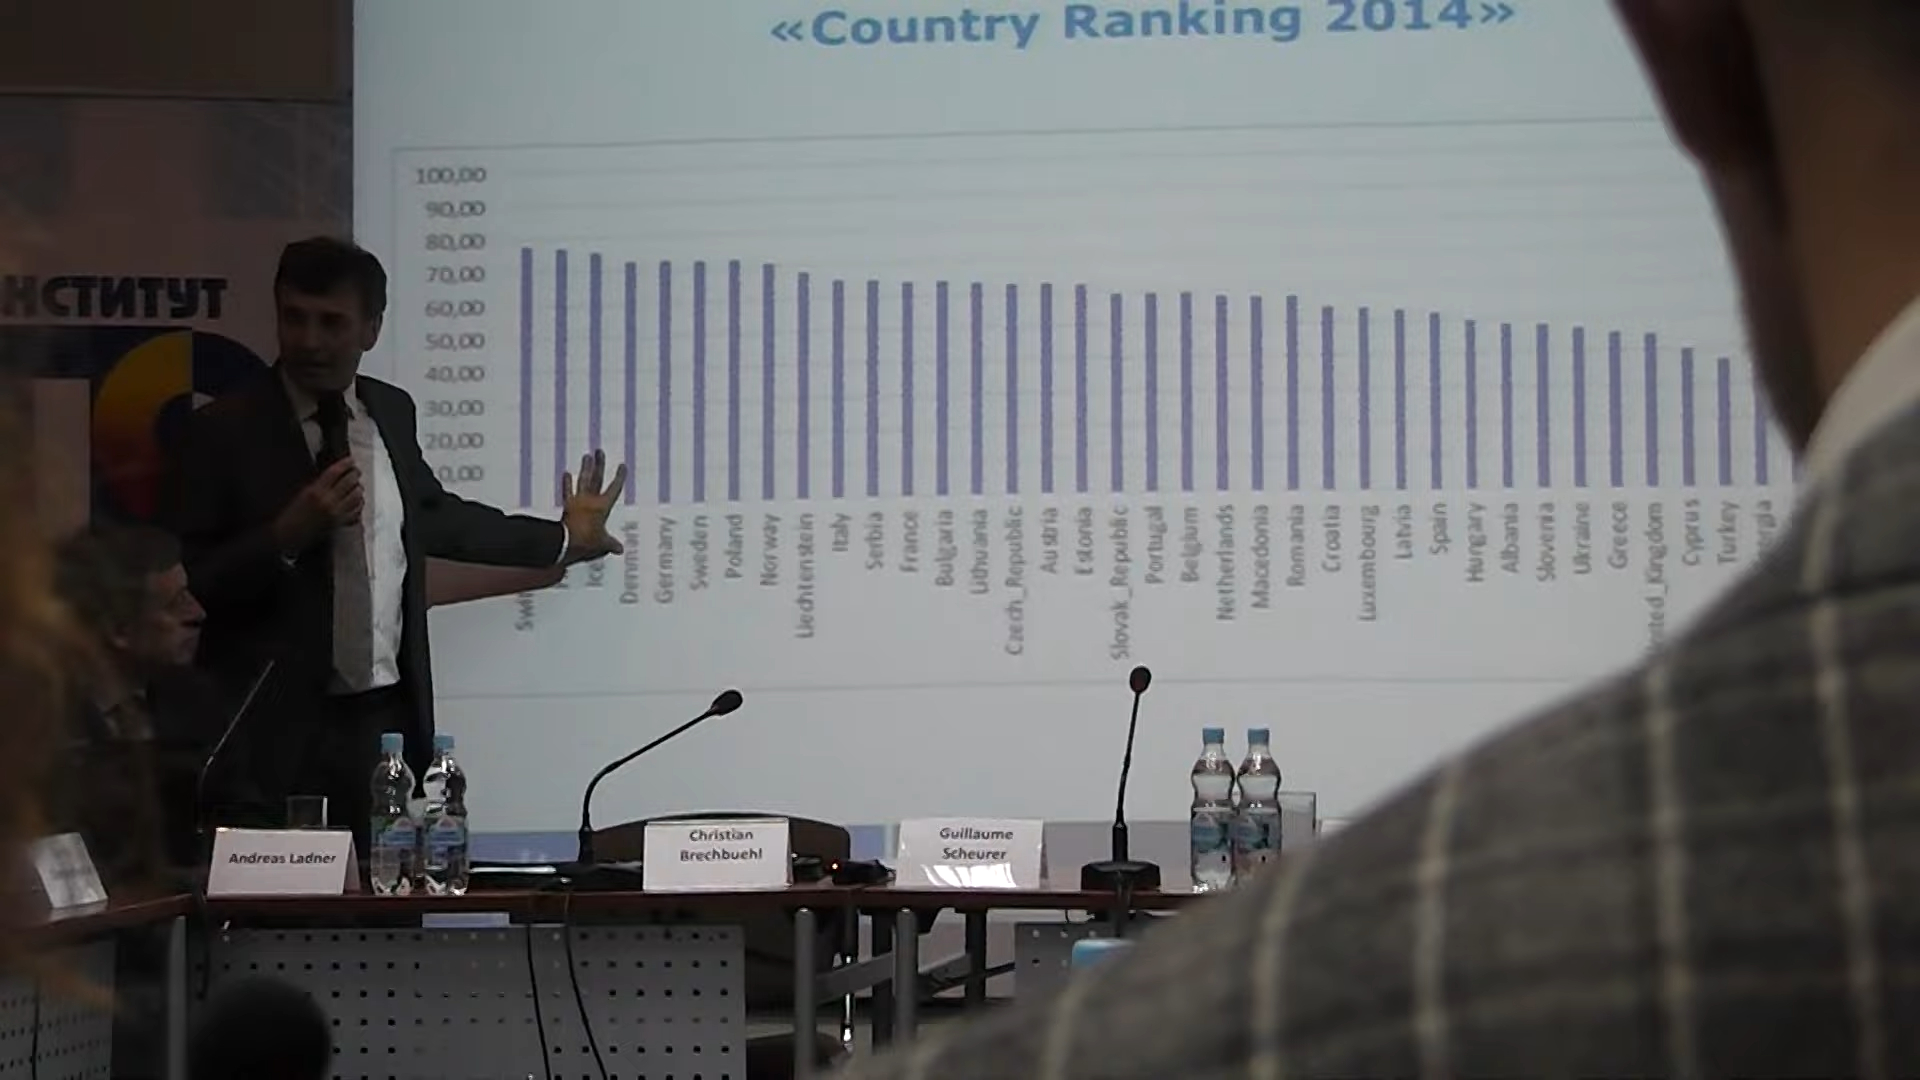 «Country Ranking 2014»
100,00
90,00
80,00
70,00
60,00
50,00
40,00
30,00
20,00
0,00
Denmark
Germany
Sweden
Poland
Norway
Liechtenstein
Italy
Serbia
France
Bulgaria
Lithuania
Czech_Republic
Austria
Estonia
Slovak_Republic
Portugal
Belgium
Netherlands
Macedonia
Romania
Croatia
Luxembourg
Latvia
Spain
Hungary
Albania
Slovenia
Ukraine
Greece
ited_Kingdom
Cyprus
Turkey
НСТИТУТ
Andreas Ladner
Christian
Brechbuehl
Guillaume
Scheurer